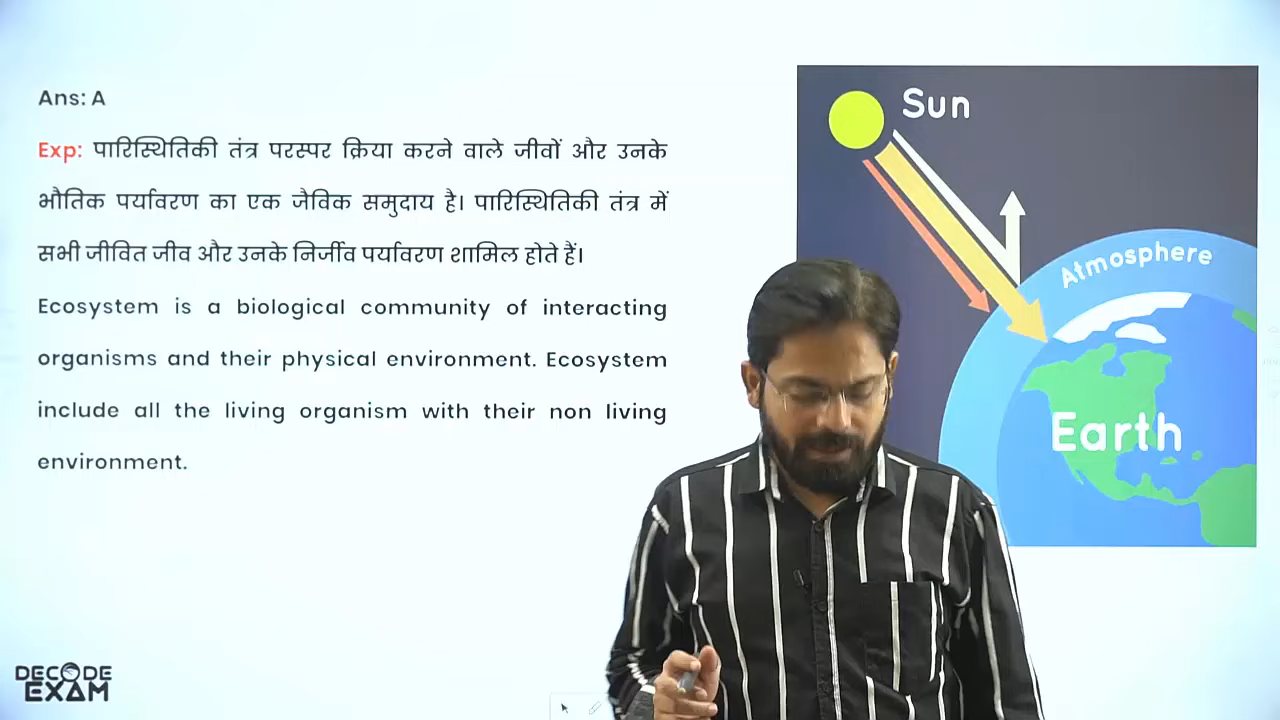 Ans: A
Exp: पारिस्थितिकी तंत्र परस्पर क्रिया करने वाले जीवों और उनके
भौतिक पर्यावरण का एक जैविक समुदाय है। पारिस्थितिकी तंत्र में
सभी जीवित जीव और उनके निर्जीव पर्यावरण शामिल होते हैं।
Ecosystem is a biological community of interacting
organisms and their physical environment. Ecosystem
include all the living organism with their non living
environment.
Sun
Atmosphere
Earth
DECODE
EXAM